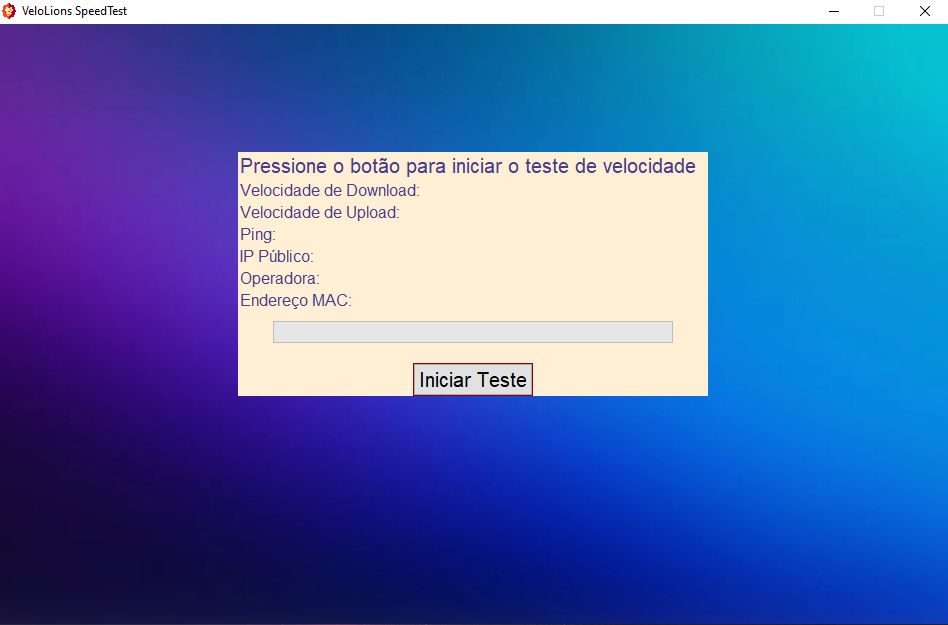 VeloLions SpeedTest
Pressione o botão para iniciar o teste de velocidade
Velocidade de Download:
Velocidade de Upload:
Ping:
IP Público:
Operadora:
Endereço MAC:
Iniciar Teste